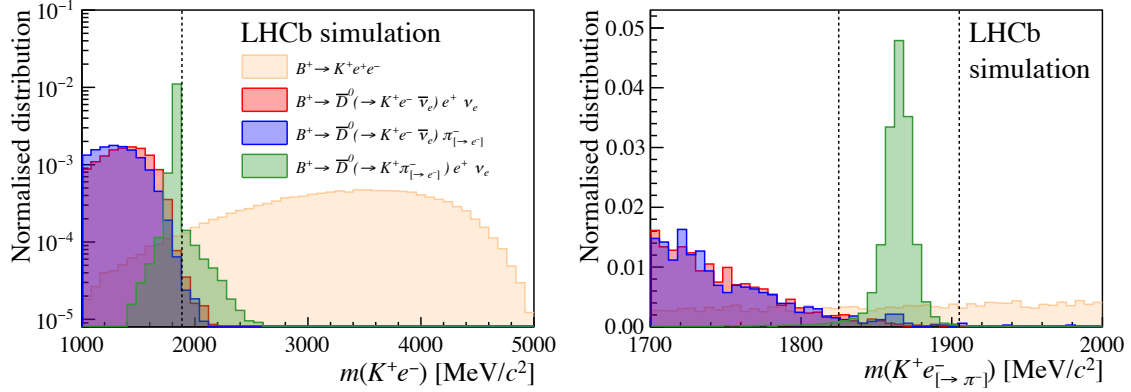 Normalised distribution
10⁻¹
10⁻²
10⁻³
10⁻⁴
10⁻⁵
LHCb simulation
B⁺→ K⁺e⁺e⁻
B⁺→ D̅⁰(→ K⁺e⁻ ν̅ₑ) e⁺ νₑ
B⁺→ D̅⁰(→ K⁺e⁻ ν̅ₑ) π⁻[→ e⁻]
B⁺→ D̅⁰(→ K⁺π⁻[→ e⁻]) e⁺ νₑ
1000 2000 3000 4000 5000
m(K⁺e⁻) [MeV/c²]
Normalised distribution
0.05
0.04
0.03
0.02
0.01
0.00
LHCb
simulation
1700 1800 1900 2000
m(K⁺e⁻[→ π⁻]) [MeV/c²]